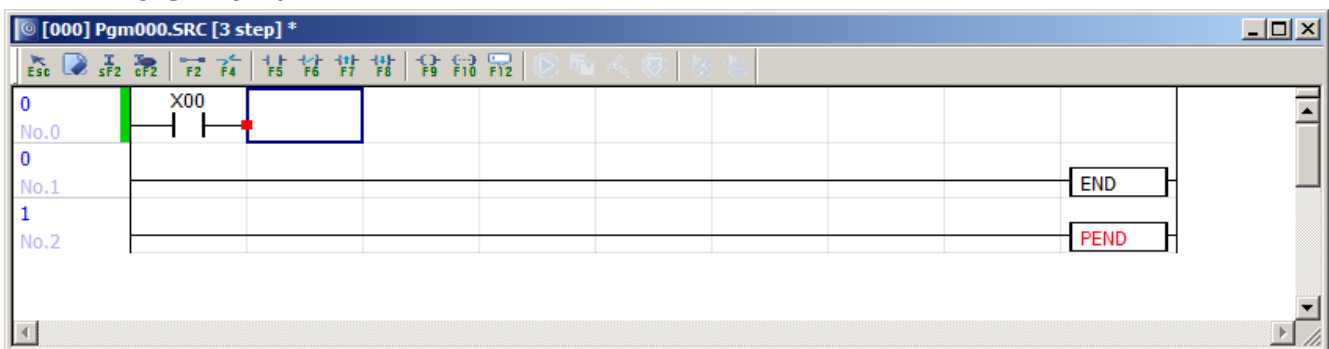 [000] Pgm000.SRC [3 step] *
Esc sF2 cF2 F2 F4 F5 F6 F7 F8 F9 F10 F12
0 X00
No.0
0
No.1 END
1
No.2 PEND